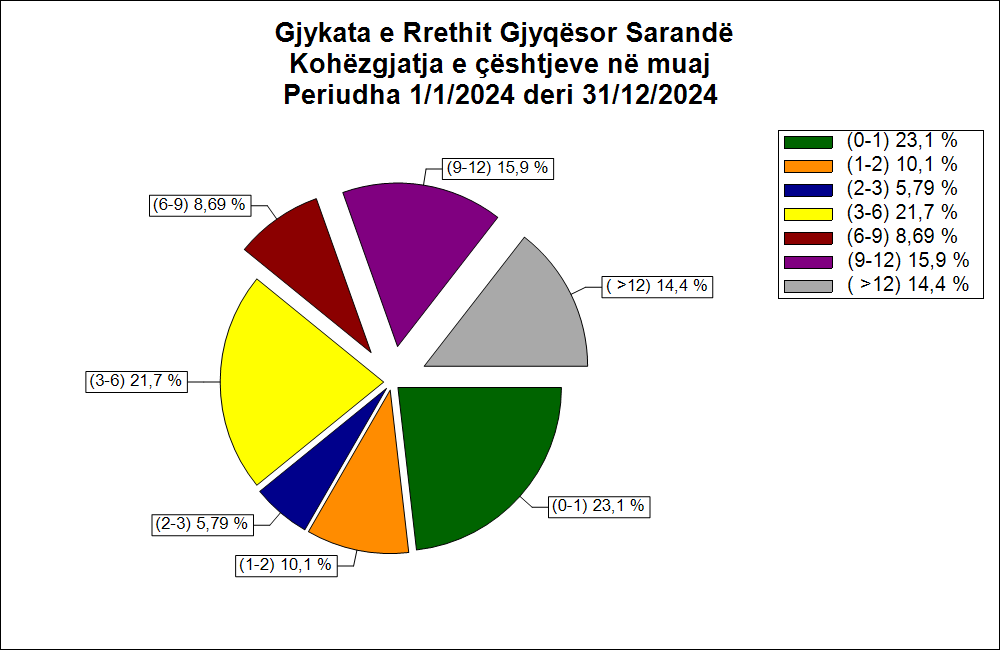 Gjykata e Rrethit Gjyqësor Sarandë
Kohëzgjatja e çështjeve në muaj
Periudha 1/1/2024 deri 31/12/2024
(0-1) 23,1 %
(1-2) 10,1 %
(2-3) 5,79 %
(3-6) 21,7 %
(6-9) 8,69 %
(9-12) 15,9 %
( >12) 14,4 %
(9-12) 15,9 %
(6-9) 8,69 %
( >12) 14,4 %
(3-6) 21,7 %
(0-1) 23,1 %
(2-3) 5,79 %
(1-2) 10,1 %